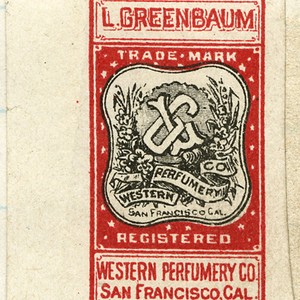 L. GREENBAUM
TRADE · MARK
WESTERN PERFUMERY CO.
SAN FRANCISCO, CAL.
REGISTERED
WESTERN PERFUMERY CO.
SAN FRANCISCO, CAL.